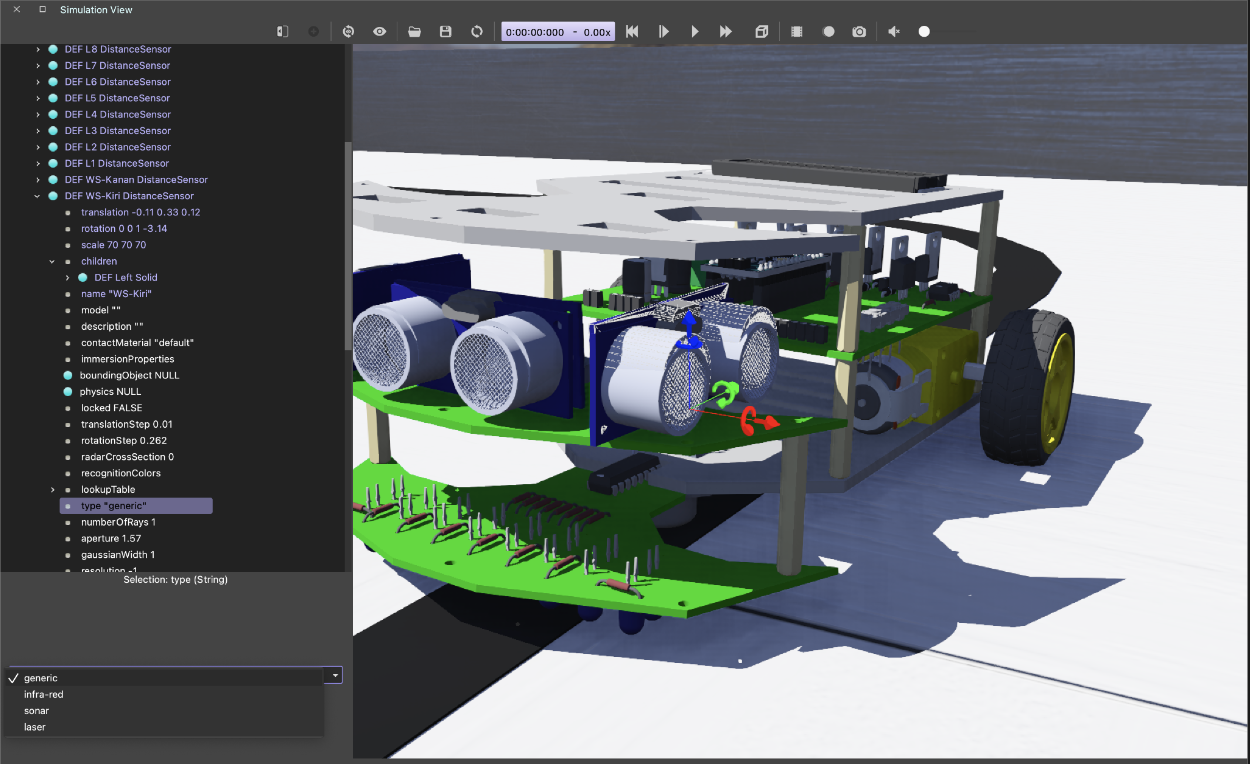 Simulation View
0:00:00:000 - 0.00x
DEF L8 DistanceSensor
DEF L7 DistanceSensor
DEF L6 DistanceSensor
DEF L5 DistanceSensor
DEF L4 DistanceSensor
DEF L3 DistanceSensor
DEF L2 DistanceSensor
DEF L1 DistanceSensor
DEF WS-Kanan DistanceSensor
DEF WS-Kiri DistanceSensor
translation -0.11 0.33 0.12
rotation 0 0 1 -3.14
scale 70 70 70
children
DEF Left Solid
name "WS-Kiri"
model ""
description ""
contactMaterial "default"
immersionProperties
boundingObject NULL
physics NULL
locked FALSE
translationStep 0.01
rotationStep 0.262
radarCrossSection 0
recognitionColors
lookupTable
type "generic"
numberOfRays 1
aperture 1.57
gaussianWidth 1
resolution -1
Selection: type (String)
generic
infra-red
sonar
laser